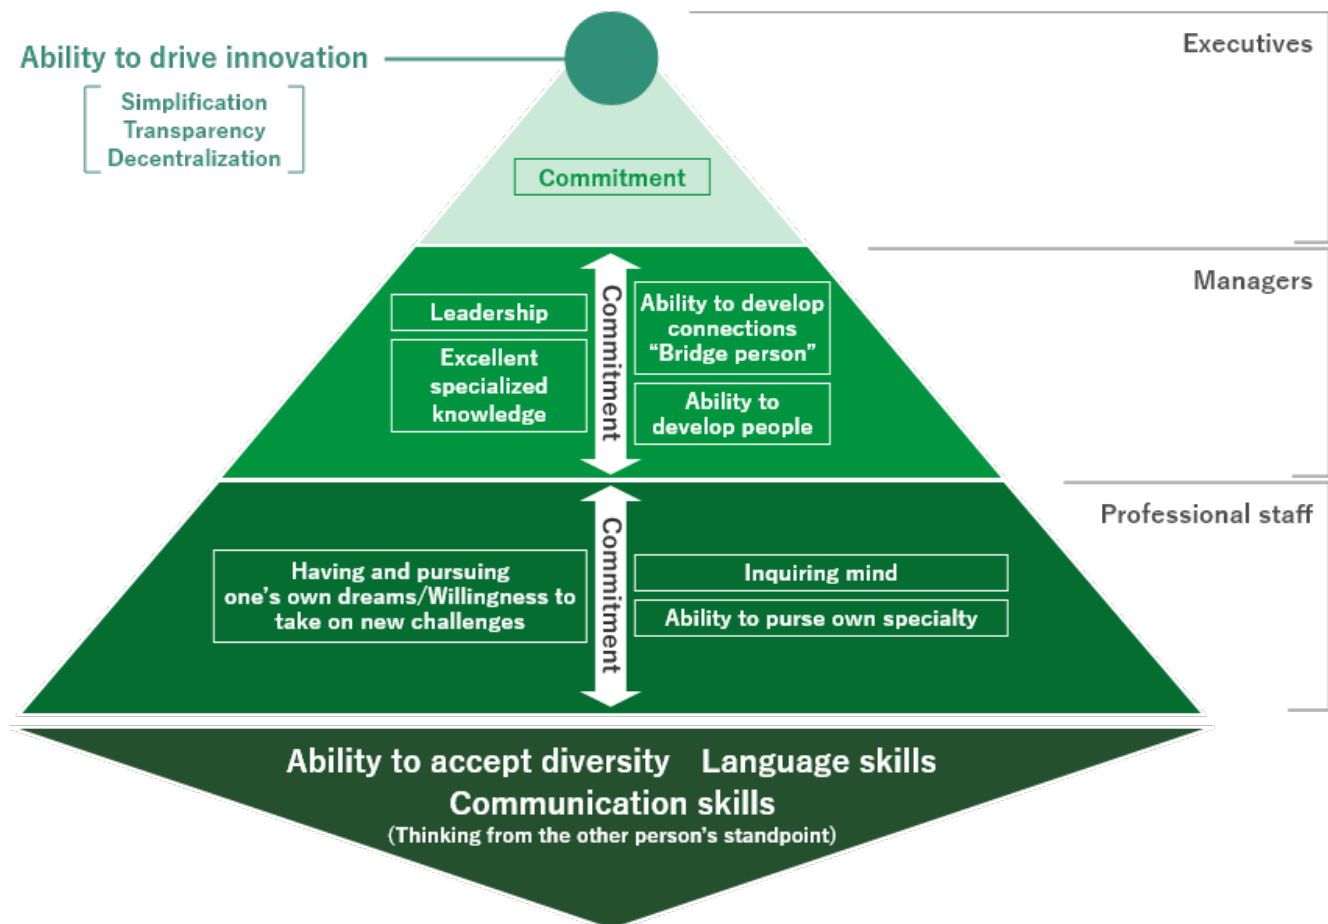 Executives
Ability to drive innovation
Simplification
Transparency
Decentralization
Commitment
Managers
Leadership
Excellent
specialized
knowledge
Commitment
Ability to develop
connections
“Bridge person”
Ability to
develop people
Professional staff
Having and pursuing
one’s own dreams/Willingness to
take on new challenges
Commitment
Inquiring mind
Ability to purse own specialty
Ability to accept diversity Language skills
Communication skills
(Thinking from the other person’s standpoint)